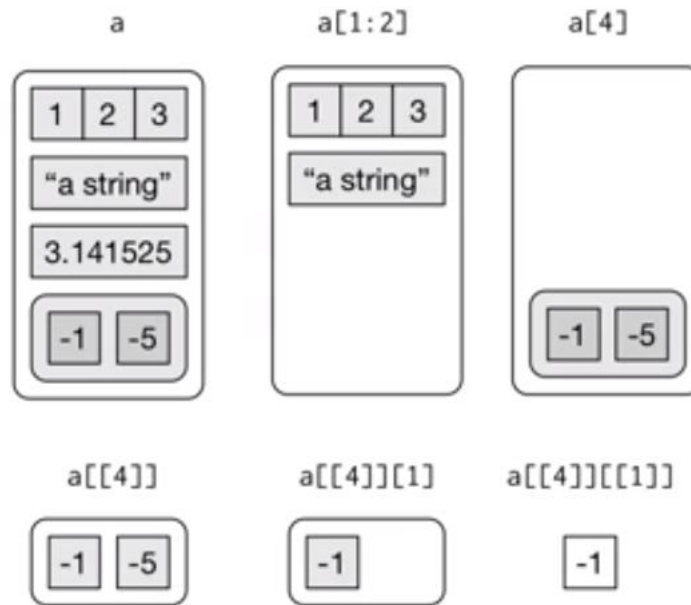 a a[1:2] a[4]
1 2 3 1 2 3
“a string” “a string”
3.141525
-1 -5 -1 -5
a[[4]] a[[4]][1] a[[4]][[1]]
-1 -5 -1 -1